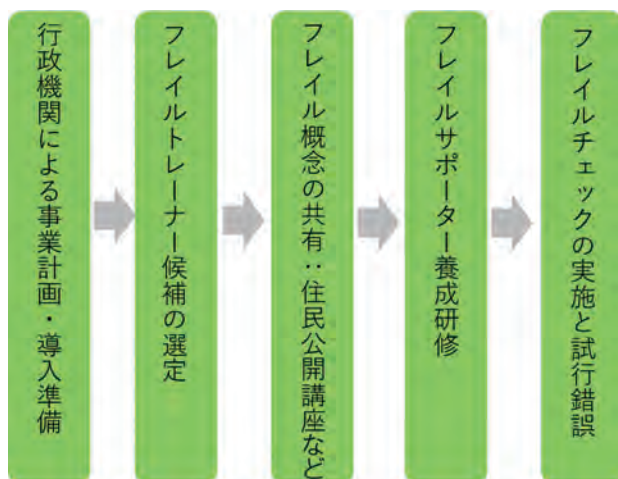 行政機関による事業計画・導入準備
フレイルトレーナー候補の選定
フレイル概念の共有：住民公開講座など
フレイルサポーター養成研修
フレイルチェックの実施と試行錯誤